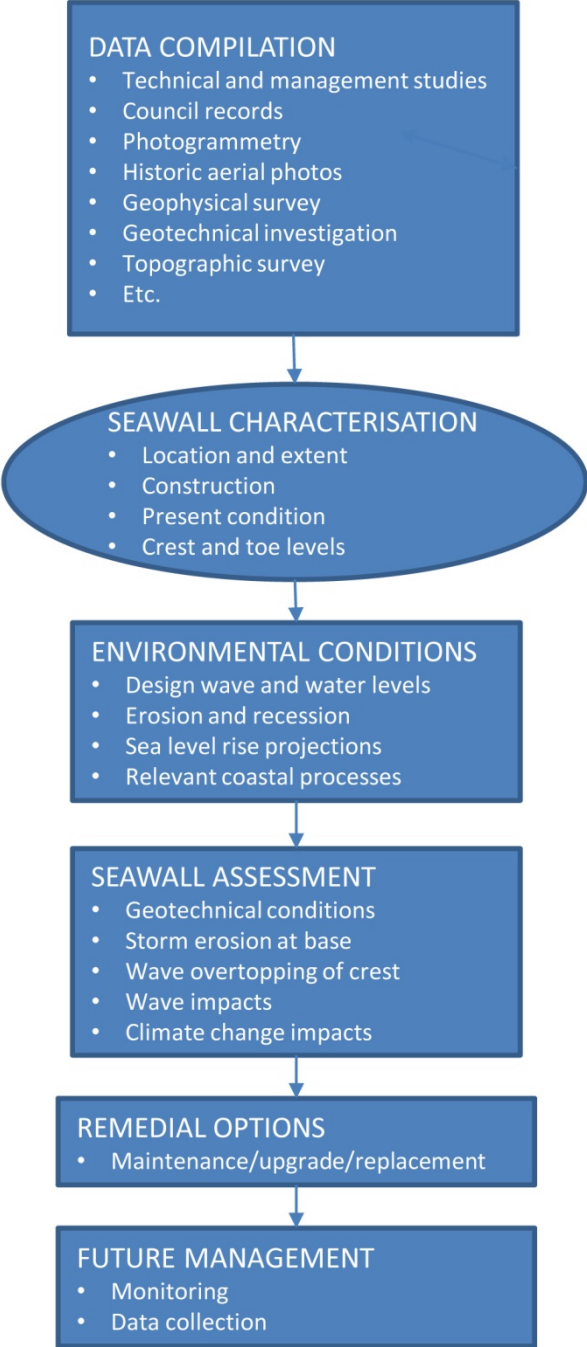 DATA COMPILATION
• Technical and management studies
• Council records
• Photogrammetry
• Historic aerial photos
• Geophysical survey
• Geotechnical investigation
• Topographic survey
• Etc.
SEAWALL CHARACTERISATION
• Location and extent
• Construction
• Present condition
• Crest and toe levels
ENVIRONMENTAL CONDITIONS
• Design wave and water levels
• Erosion and recession
• Sea level rise projections
• Relevant coastal processes
SEAWALL ASSESSMENT
• Geotechnical conditions
• Storm erosion at base
• Wave overtopping of crest
• Wave impacts
• Climate change impacts
REMEDIAL OPTIONS
• Maintenance/upgrade/replacement
FUTURE MANAGEMENT
• Monitoring
• Data collection